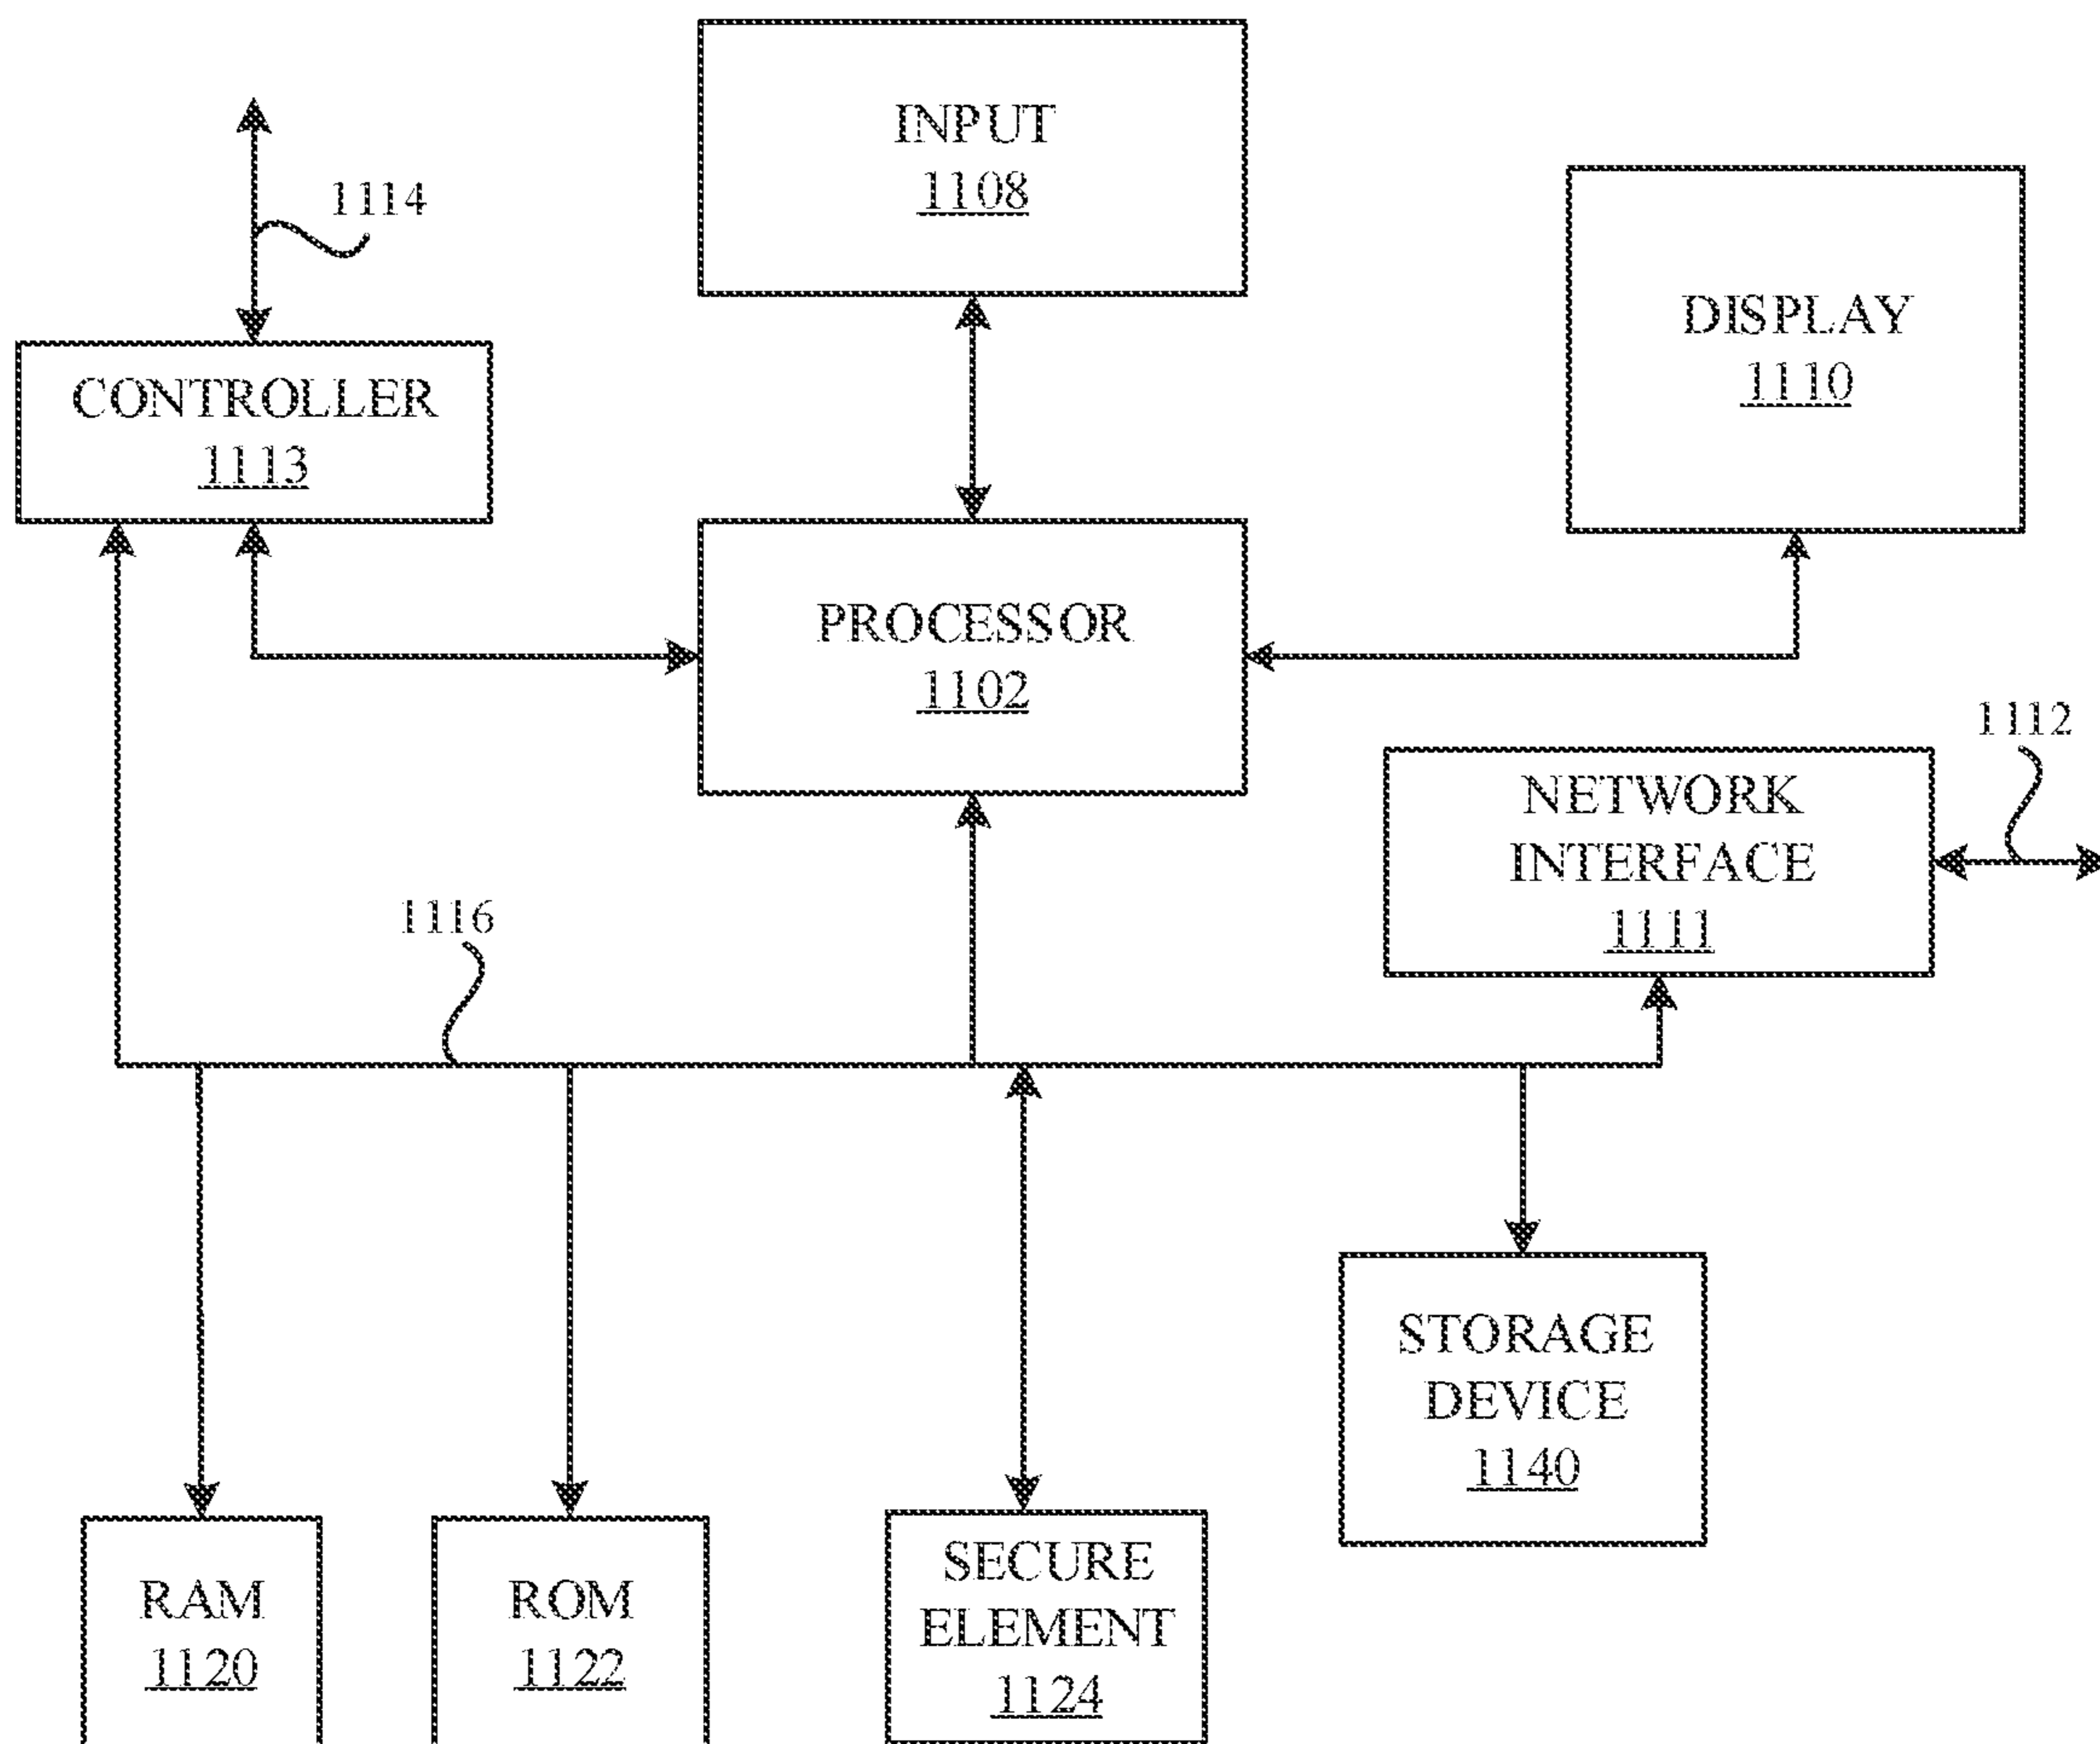 INPUT
1108
1114
DISPLAY
1110
CONTROLLER
1113
PROCESSOR
1102
1112
NETWORK
INTERFACE
1111
1116
STORAGE
DEVICE
1140
RAM
1120
ROM
1122
SECURE
ELEMENT
1124